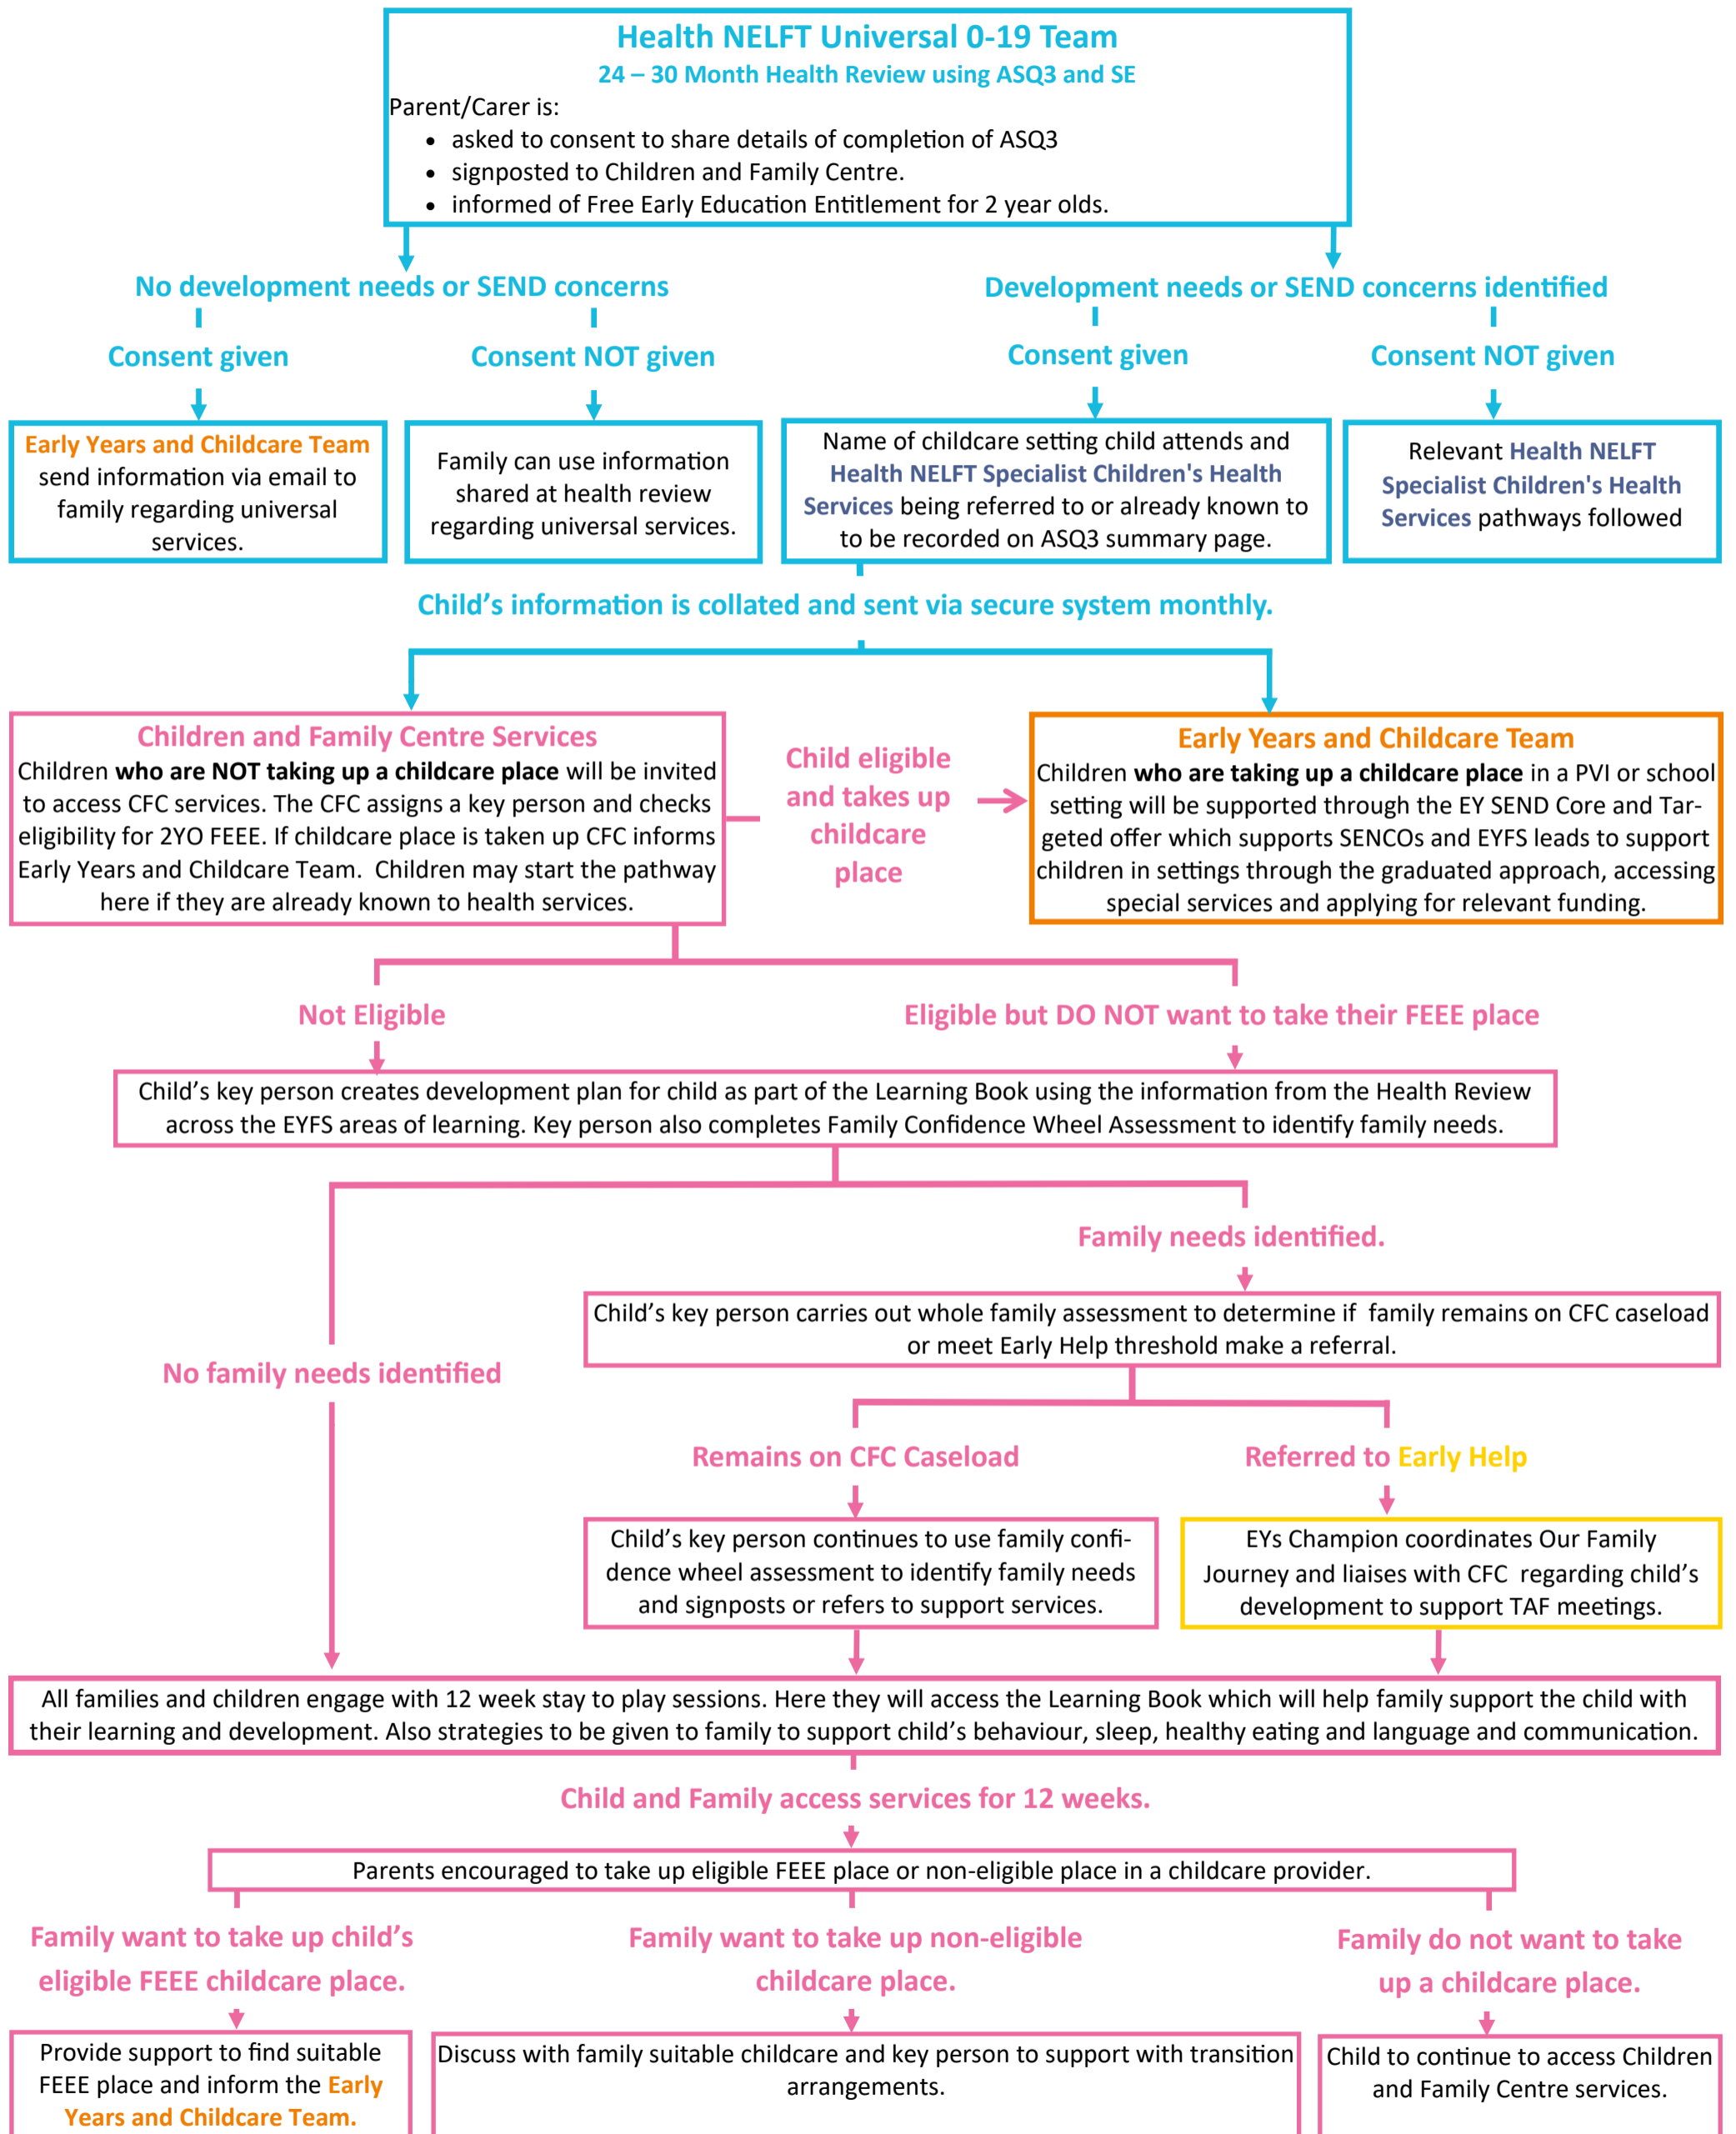 Health NELFT Universal 0-19 Team
24 – 30 Month Health Review using ASQ3 and SE
Parent/Carer is:
• asked to consent to share details of completion of ASQ3
• signposted to Children and Family Centre.
• informed of Free Early Education Entitlement for 2 year olds.
No development needs or SEND concerns
Development needs or SEND concerns identified
Consent given
Consent NOT given
Consent given
Consent NOT given
Early Years and Childcare Team
send information via email to
family regarding universal
services.
Family can use information
shared at health review
regarding universal services.
Name of childcare setting child attends and
Health NELFT Specialist Children's Health
Services being referred to or already known to
to be recorded on ASQ3 summary page.
Relevant Health NELFT
Specialist Children's Health
Services pathways followed
Child's information is collated and sent via secure system monthly.
Children and Family Centre Services
Children who are NOT taking up a childcare place will be invited
to access CFC services. The CFC assigns a key person and checks
eligibility for 2YO FEEE. If childcare place is taken up CFC informs
Early Years and Childcare Team. Children may start the pathway
here if they are already known to health services.
Child eligible
and takes up
childcare
place
Early Years and Childcare Team
Children who are taking up a childcare place in a PVI or school
setting will be supported through the EY SEND Core and Tar-
geted offer which supports SENCOs and EYFS leads to support
children in settings through the graduated approach, accessing
special services and applying for relevant funding.
Not Eligible
Eligible but DO NOT want to take their FEEE place
Child's key person creates development plan for child as part of the Learning Book using the information from the Health Review
across the EYFS areas of learning. Key person also completes Family Confidence Wheel Assessment to identify family needs.
Family needs identified.
Child's key person carries out whole family assessment to determine if family remains on CFC caseload
or meet Early Help threshold make a referral.
No family needs identified
Remains on CFC Caseload
Referred to Early Help
Child's key person continues to use family confi-
dence wheel assessment to identify family needs
and signposts or refers to support services.
EYs Champion coordinates Our Family
Journey and liaises with CFC regarding child's
development to support TAF meetings.
All families and children engage with 12 week stay to play sessions. Here they will access the Learning Book which will help family support the child with
their learning and development. Also strategies to be given to family to support child's behaviour, sleep, healthy eating and language and communication.
Child and Family access services for 12 weeks.
Parents encouraged to take up eligible FEEE place or non-eligible place in a childcare provider.
Family want to take up child's
eligible FEEE childcare place.
Family want to take up non-eligible
childcare place.
Family do not want to take
up a childcare place.
Provide support to find suitable
FEEE place and inform the Early
Years and Childcare Team.
Discuss with family suitable childcare and key person to support with transition
arrangements.
Child to continue to access Children
and Family Centre services.